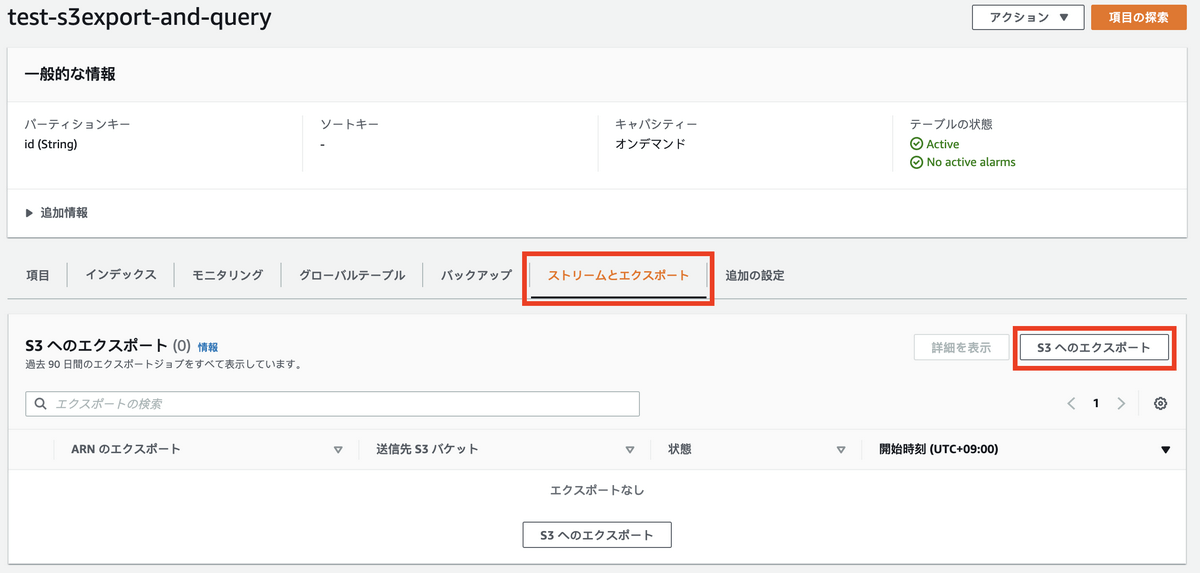 test-s3export-and-query
アクション ▼
項目の探索
一般的な情報
パーティションキー
id (String)
ソートキー
-
キャパシティー
オンデマンド
テーブルの状態
Active
No active alarms
▶ 追加情報
項目
インデックス
モニタリング
グローバルテーブル
バックアップ
ストリームとエクスポート
追加の設定
S3 へのエクスポート (0) 情報
過去 90 日間のエクスポートジョブをすべて表示しています。
詳細を表示
S3 へのエクスポート
エクスポートの検索
1
ARN のエクスポート
送信先 S3 バケット
状態
開始時刻 (UTC+09:00)
エクスポートなし
S3 へのエクスポート